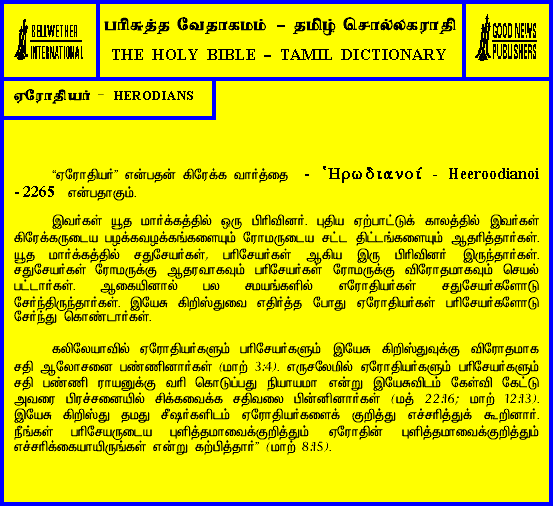 BELLWETHER
INTERNATIONAL
பரிசுத்த வேதாகமம் – தமிழ் சொல்லகராதி
THE HOLY BIBLE – TAMIL DICTIONARY
GOOD NEWS
PUBLISHERS
ஏரோதியர் – HERODIANS
“ஏரோதியர்” என்பதன் கிரேக்க வார்த்தை - Ἡρωδιανοί - Heeroodianoi
- 2265 என்பதாகும்.
இவர்கள் யூத மார்க்கத்தில் ஒரு பிரிவினர். புதிய ஏற்பாட்டுக் காலத்தில் இவர்கள்
கிரேக்கருடைய பழக்கவழக்கங்களையும் ரோமருடைய சட்ட திட்டங்களையும் ஆதரித்தார்கள்.
யூத மார்க்கத்தில் சதுசேயர்கள், பரிசேயர்கள் ஆகிய இரு பிரிவினர் இருந்தார்கள்.
சதுசேயர்கள் ரோமருக்கு ஆதரவாகவும் பரிசேயர்கள் ரோமருக்கு விரோதமாகவும் செயல்
பட்டார்கள். ஆகையினால் பல சமயங்களில் எரோதியர்கள் சதுசேயர்களோடு
சேர்ந்திருந்தார்கள். இயேசு கிறிஸ்துவை எதிர்த்த போது ஏரோதியர்கள் பரிசேயர்களோடு
சேர்ந்து கொண்டார்கள்.
கலிலேயாவில் ஏரோதியர்களும் பரிசேயர்களும் இயேசு கிறிஸ்துவுக்கு விரோதமாக
சதி ஆலோசனை பண்ணினார்கள் (மாற் 3:4). எருசலேயில் ஏரோதியர்களும் பரிசேயர்களும்
சதி பண்ணி ராயனுக்கு வரி கொடுப்பது நியாயமா என்று இயேசுவிடம் கேள்வி கேட்டு
அவரை பிரச்சனையில் சிக்கவைக்க சதிவலை பின்னினார்கள் (மத் 22:16; மாற் 12:13).
இயேசு கிறிஸ்து தமது சீஷர்களிடம் ஏரோதியர்களைக் குறித்து எச்சரித்துக் கூறினார்.
நீங்கள் பரிசேயருடைய புளித்தமாவைக்குறித்தும் ஏரோதின் புளித்தமாவைக்குறித்தும்
எச்சரிக்கையாயிருங்கள் என்று கற்பித்தார்” (மாற் 8:15).